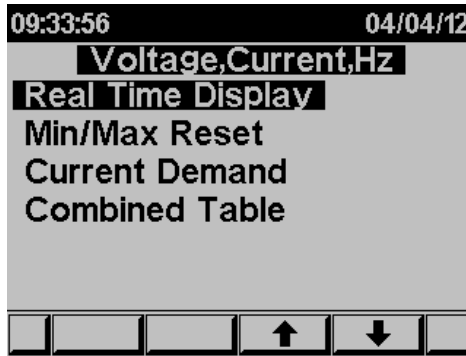 09:33:56 04/04/12
Voltage,Current,Hz
Real Time Display
Min/Max Reset
Current Demand
Combined Table